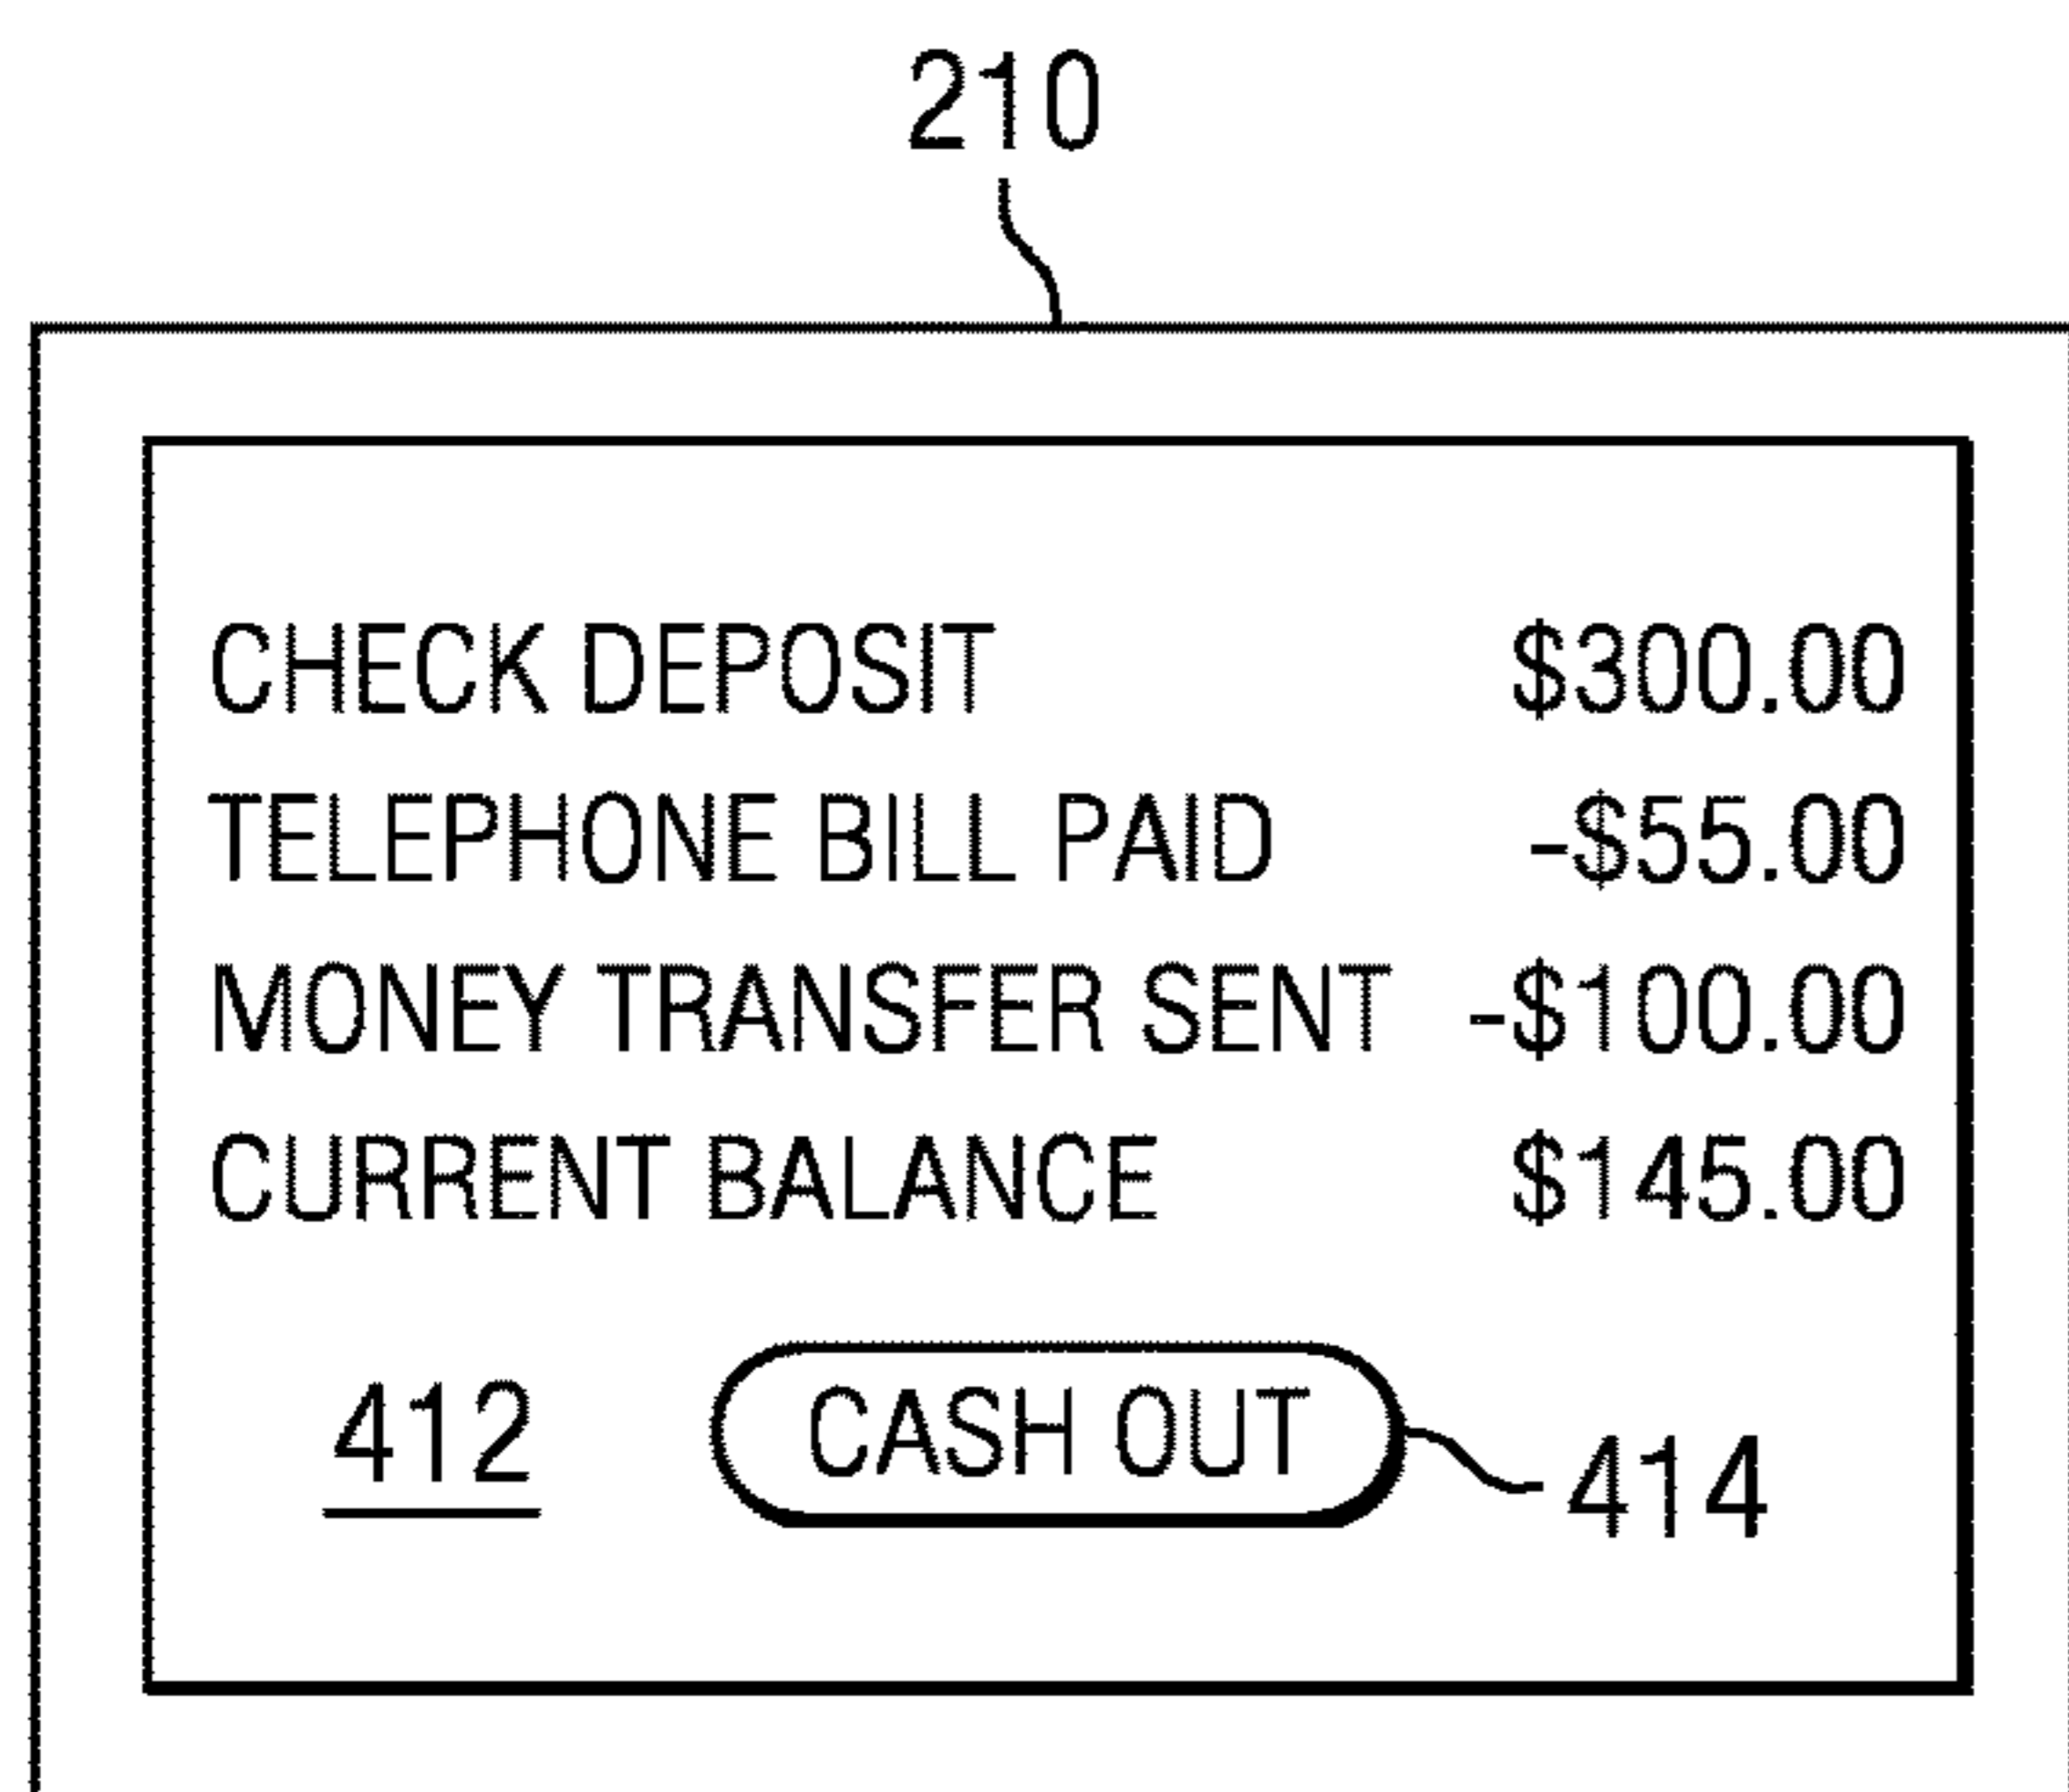 210
CHECK DEPOSIT $300.00
TELEPHONE BILL PAID -$55.00
MONEY TRANSFER SENT -$100.00
CURRENT BALANCE $145.00
412 CASH OUT 414